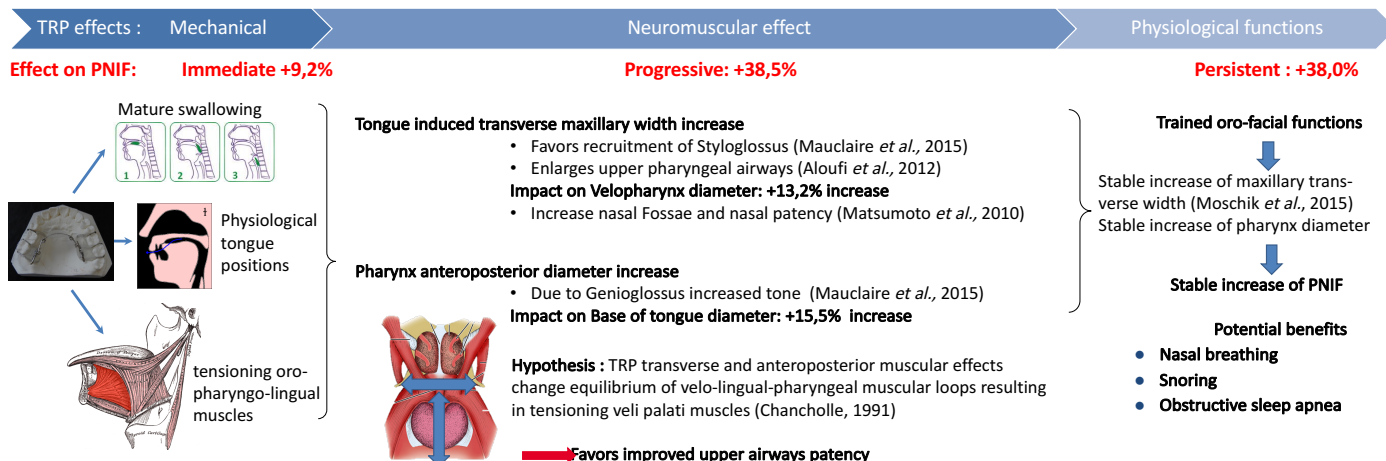 TRP effects : Mechanical
Neuromuscular effect
Physiological functions
Effect on PNIF: Immediate +9,2%
Progressive: +38,5%
Persistent : +38,0%
Mature swallowing
1 2 3
Physiological
tongue
positions
tensioning oro-
pharyngo-lingual
muscles
Tongue induced transverse maxillary width increase
• Favors recruitment of Styloglossus (Mauclaire et al., 2015)
• Enlarges upper pharyngeal airways (Aloufi et al., 2012)
Impact on Velopharynx diameter: +13,2% increase
• Increase nasal Fossae and nasal patency (Matsumoto et al., 2010)
Pharynx anteroposterior diameter increase
• Due to Genioglossus increased tone (Mauclaire et al., 2015)
Impact on Base of tongue diameter: +15,5% increase
Hypothesis : TRP transverse and anteroposterior muscular effects
change equilibrium of velo-lingual-pharyngeal muscular loops resulting
in tensioning veli palati muscles (Chancholle, 1991)
Favors improved upper airways patency
Trained oro-facial functions
Stable increase of maxillary trans-
verse width (Moschik et al., 2015)
Stable increase of pharynx diameter
Stable increase of PNIF
Potential benefits
• Nasal breathing
• Snoring
• Obstructive sleep apnea